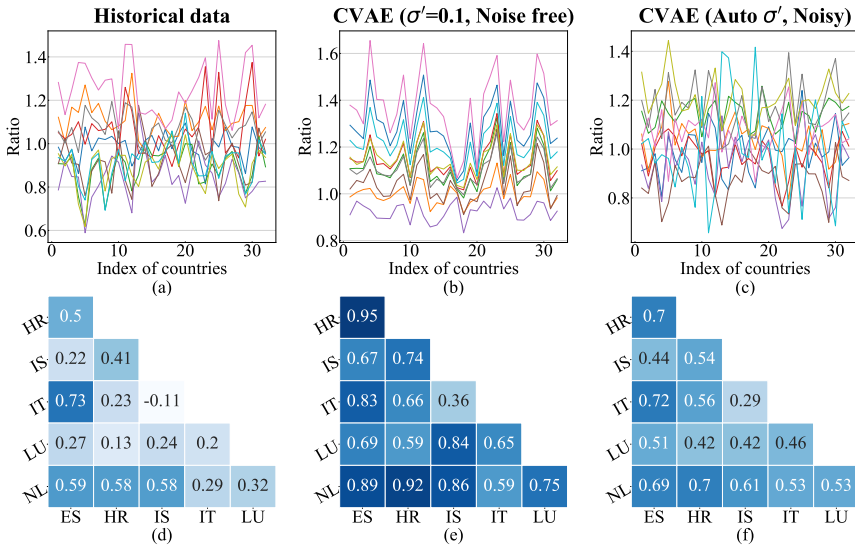 Historical data
CVAE (σ′=0.1, Noise free)
CVAE (Auto σ′, Noisy)
Ratio
1.4
1.2
1.0
0.8
0.6
0 10 20 30
Index of countries
(a)
Ratio
1.6
1.4
1.2
1.0
0.8
0 10 20 30
Index of countries
(b)
Ratio
1.4
1.2
1.0
0.8
0 10 20 30
Index of countries
(c)
HR 0.5
IS 0.22 0.41
IT 0.73 0.23 -0.11
LU 0.27 0.13 0.24 0.2
NL 0.59 0.58 0.58 0.29 0.32
ES HR IS IT LU
(d)
HR 0.95
IS 0.67 0.74
IT 0.83 0.66 0.36
LU 0.69 0.59 0.84 0.65
NL 0.89 0.92 0.86 0.59 0.75
ES HR IS IT LU
(e)
HR 0.7
IS 0.44 0.54
IT 0.72 0.56 0.29
LU 0.51 0.42 0.42 0.46
NL 0.69 0.7 0.61 0.53 0.53
ES HR IS IT LU
(f)